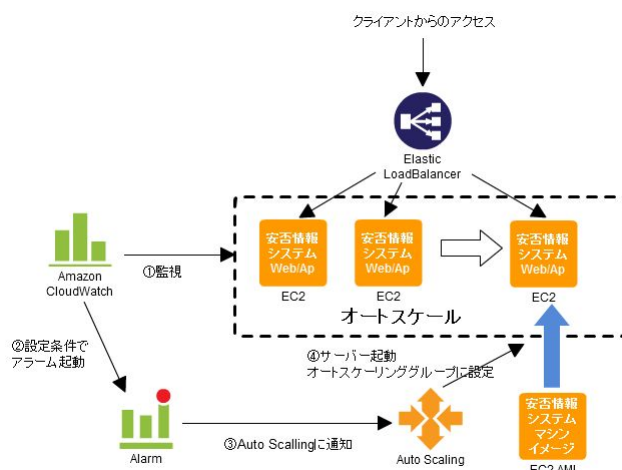 クライアントからのアクセス
Elastic
LoadBalancer
安否情報
システム
Web/Ap
EC2
安否情報
システム
Web/Ap
EC2
安否情報
システム
Web/Ap
EC2
オートスケール
Amazon
CloudWatch
①監視
②設定条件で
アラーム起動
Alarm
③Auto Scallingに通知
④サーバー起動
オートスケーリンググループに設定
Auto Scaling
安否情報
システム
マシン
イメージ
EC2 AMI